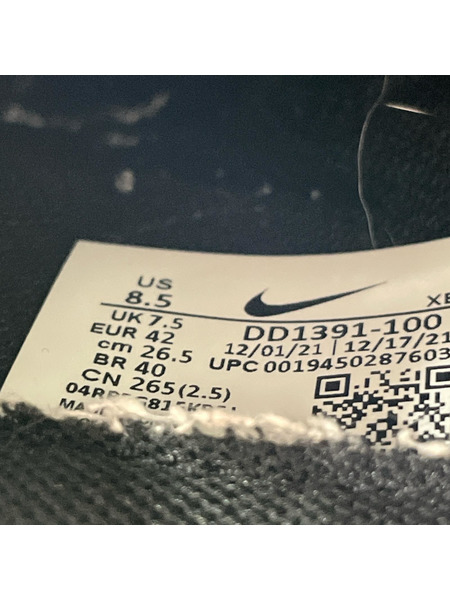 US
8.5
XE
UK 7.5
DD1391-100
EUR 42
12/01/21 | 12/17/21
cm 26.5
UPC 0019450287603
BR 40
CN 265(2.5)